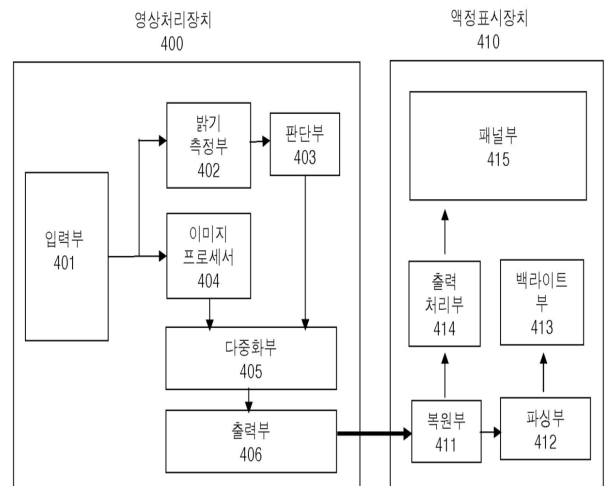 영상처리장치
400
액정표시장치
410
입력부
401
밝기
측정부
402
판단부
403
이미지
프로세서
404
다중화부
405
출력부
406
패널부
415
출력
처리부
414
백라이트
부
413
복원부
411
파싱부
412